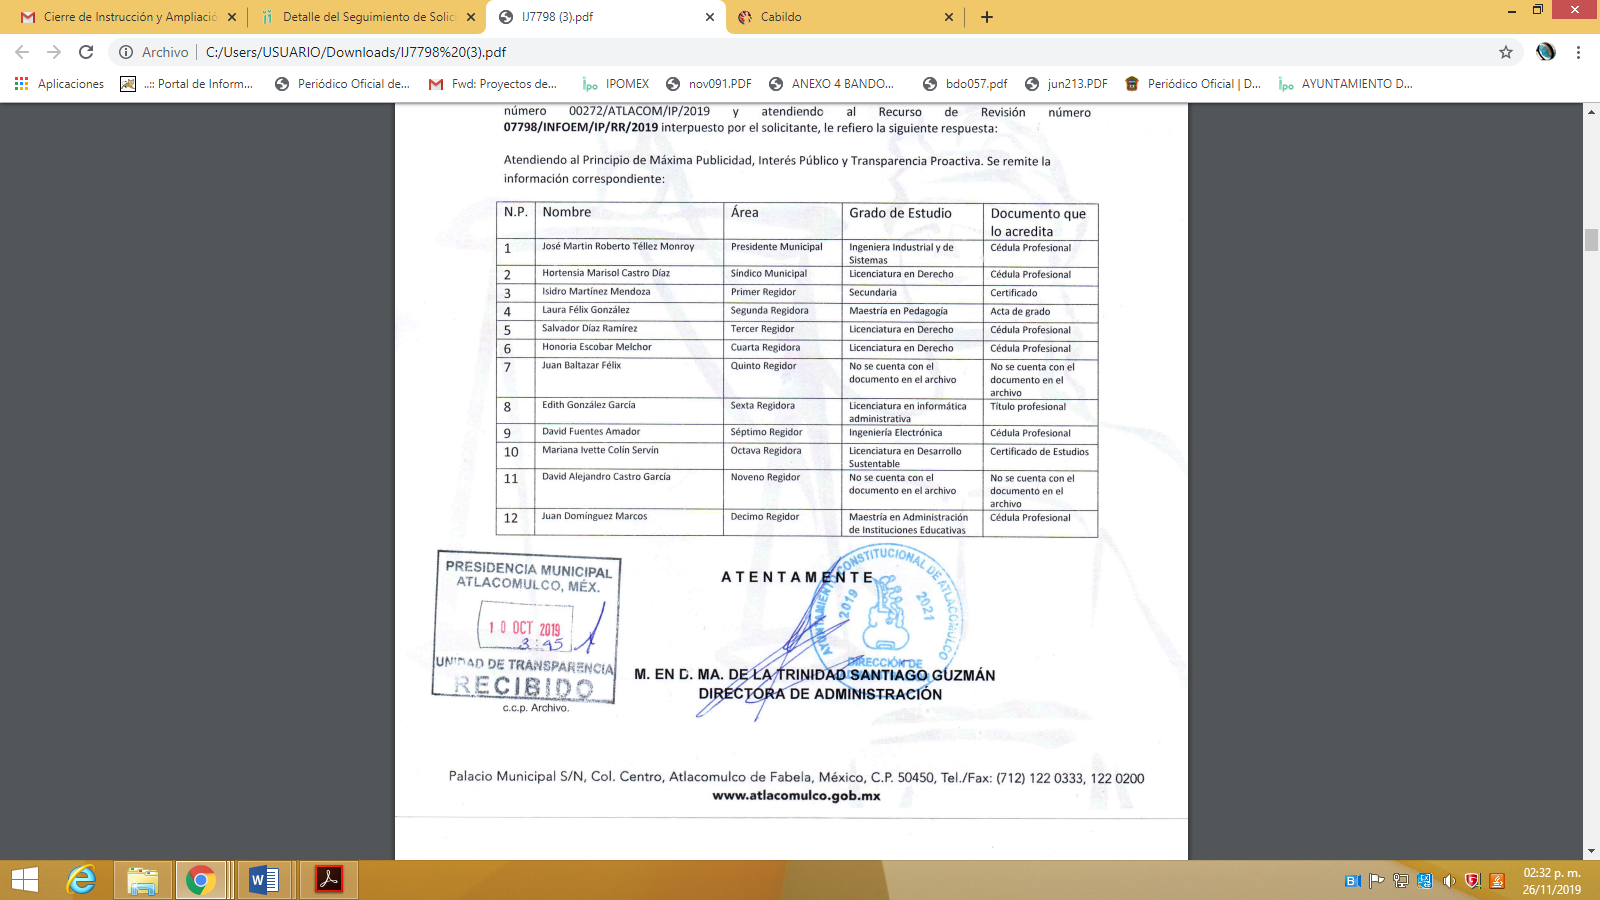 Cierre de Instrucción y Ampliació
Detalle del Seguimiento de Solici
IJ7798 (3).pdf
Cabildo
Archivo
C:/Users/USUARIO/Downloads/IJ7798%20(3).pdf
Aplicaciones
..:: Portal de Inform...
Periódico Oficial de...
Fwd: Proyectos de...
IPOMEX
nov091.PDF
ANEXO 4 BANDO...
bdo057.pdf
jun213.PDF
Periódico Oficial | D...
AYUNTAMIENTO D...
número 00272/ATLACOM/IP/2019 y atendiendo al Recurso de Revisión número
07798/INFOEM/IP/RR/2019 interpuesto por el solicitante, le refiero la siguiente respuesta:
Atendiendo al Principio de Máxima Publicidad, Interés Público y Transparencia Proactiva. Se remite la
información correspondiente:
N.P. Nombre Área Grado de Estudio Documento que
lo acredita
1 José Martin Roberto Téllez Monroy Presidente Municipal Ingeniera Industrial y de Cédula Profesional
Sistemas
2 Hortensia Marisol Castro Díaz Síndico Municipal Licenciatura en Derecho Cédula Profesional
3 Isidro Martínez Mendoza Primer Regidor Secundaria Certificado
4 Laura Félix González Segunda Regidora Maestría en Pedagogía Acta de grado
5 Salvador Díaz Ramírez Tercer Regidor Licenciatura en Derecho Cédula Profesional
6 Honoria Escobar Melchor Cuarta Regidora Licenciatura en Derecho Cédula Profesional
7 Juan Baltazar Félix Quinto Regidor No se cuenta con el No se cuenta con el
documento en el archivo documento en el
archivo
8 Edith González García Sexta Regidora Licenciatura en informática Título profesional
administrativa
9 David Fuentes Amador Séptimo Regidor Ingeniería Electrónica Cédula Profesional
10 Mariana Ivette Colín Servín Octava Regidora Licenciatura en Desarrollo Certificado de Estudios
Sustentable
11 David Alejandro Castro García Noveno Regidor No se cuenta con el No se cuenta con el
documento en el archivo documento en el
archivo
12 Juan Domínguez Marcos Decimo Regidor Maestría en Administración Cédula Profesional
de Instituciones Educativas
PRESIDENCIA MUNICIPAL
ATLACOMULCO, MÉX.
10 OCT 2019
3:45
UNIDAD DE TRANSPARENCIA
RECIBIDO
ATENTAMENTE
AYUNTAMIENTO CONSTITUCIONAL DE ATLACOMULCO
2019
2021
DIRECCIÓN DE
M. EN D. MA. DE LA TRINIDAD SANTIAGO GUZMÁN
DIRECTORA DE ADMINISTRACIÓN
c.c.p. Archivo.
Palacio Municipal S/N, Col. Centro, Atlacomulco de Fabela, México, C.P. 50450, Tel./Fax: (712) 122 0333, 122 0200
www.atlacomulco.gob.mx
02:32 p. m.
26/11/2019